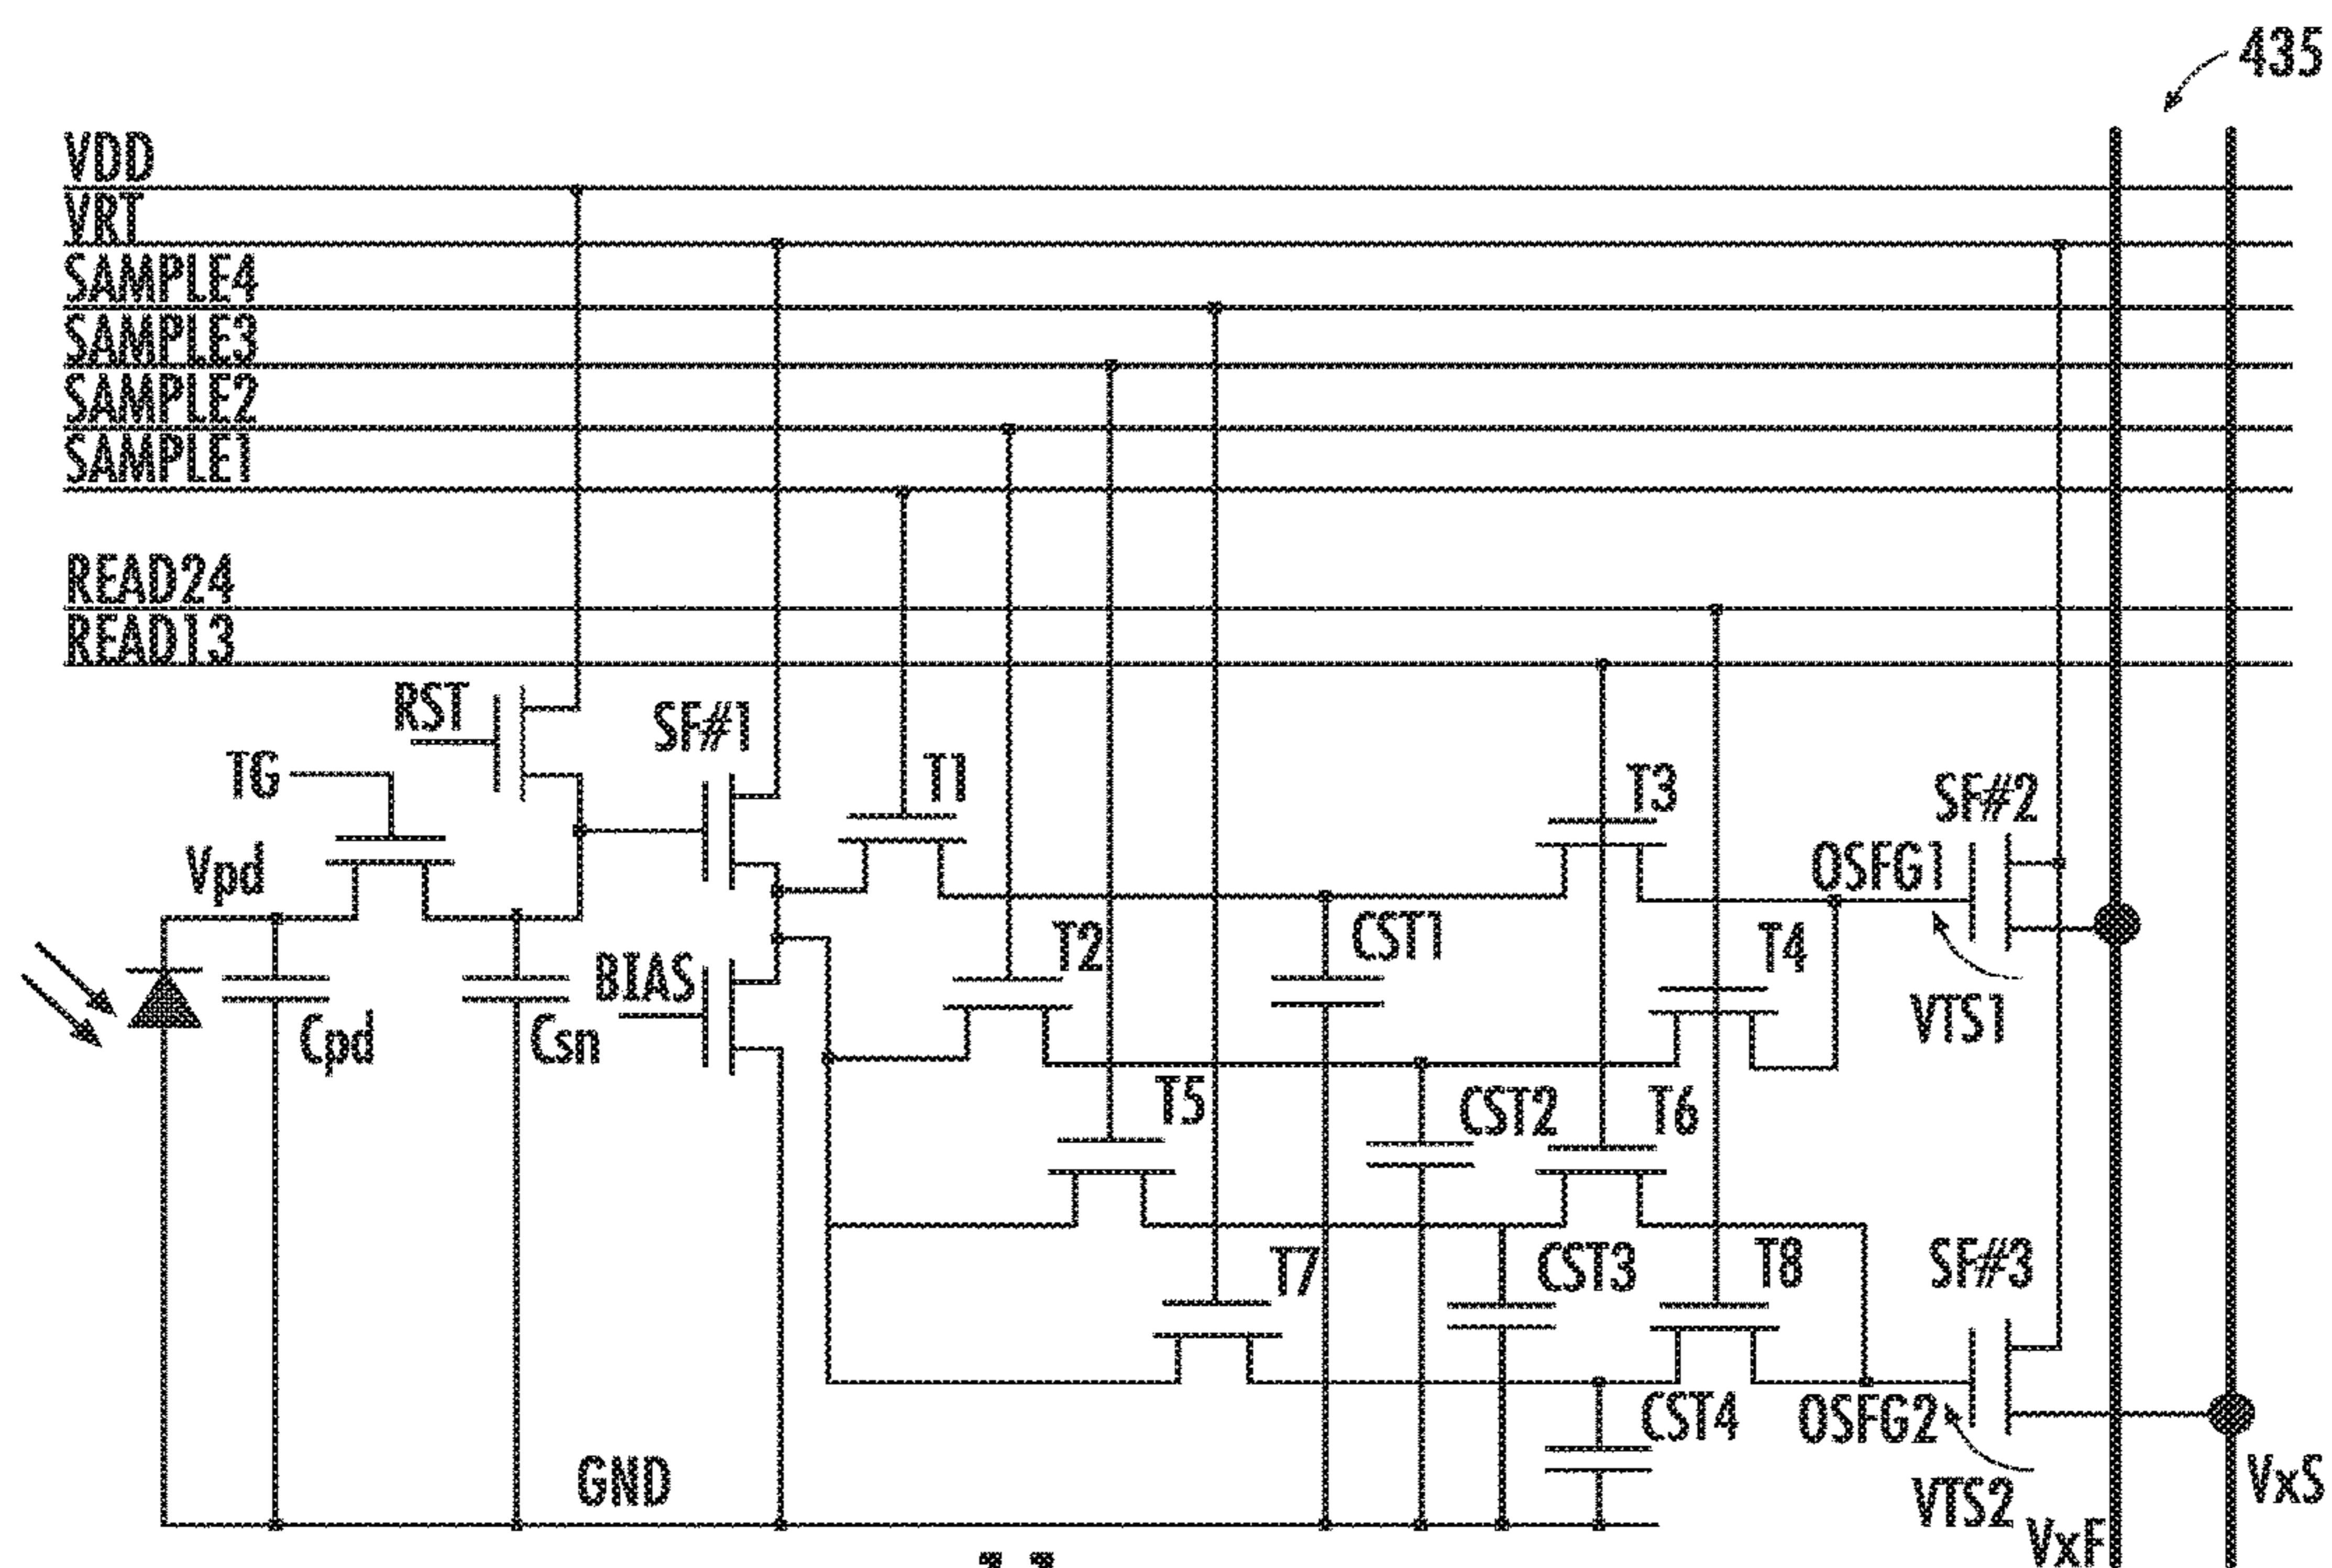 435
VDD
VRT
SAMPLE4
SAMPLE3
SAMPLE2
SAMPLE1
READ24
READ13
RST
SF#1
TG
T1
T3
SF#2
Vpd
OSFG1
CST1
T2
T4
BIAS
VTS1
Cpd
Csn
T5
CST2
T6
T7
CST3
T8
SF#3
CST4
OSFG2
GND
VTS2
VxS
VxF